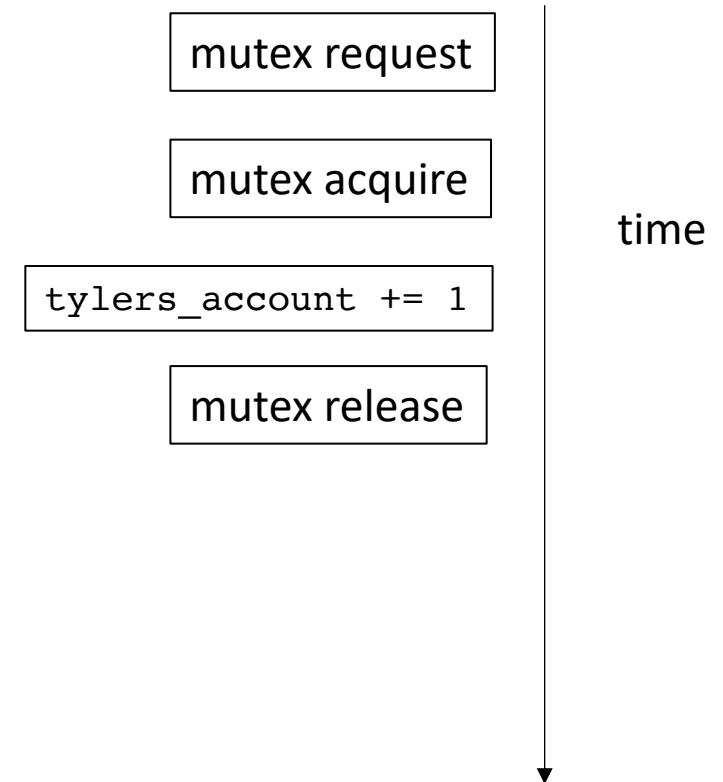 mutex request
mutex acquire
time
tylers_account += 1
mutex release